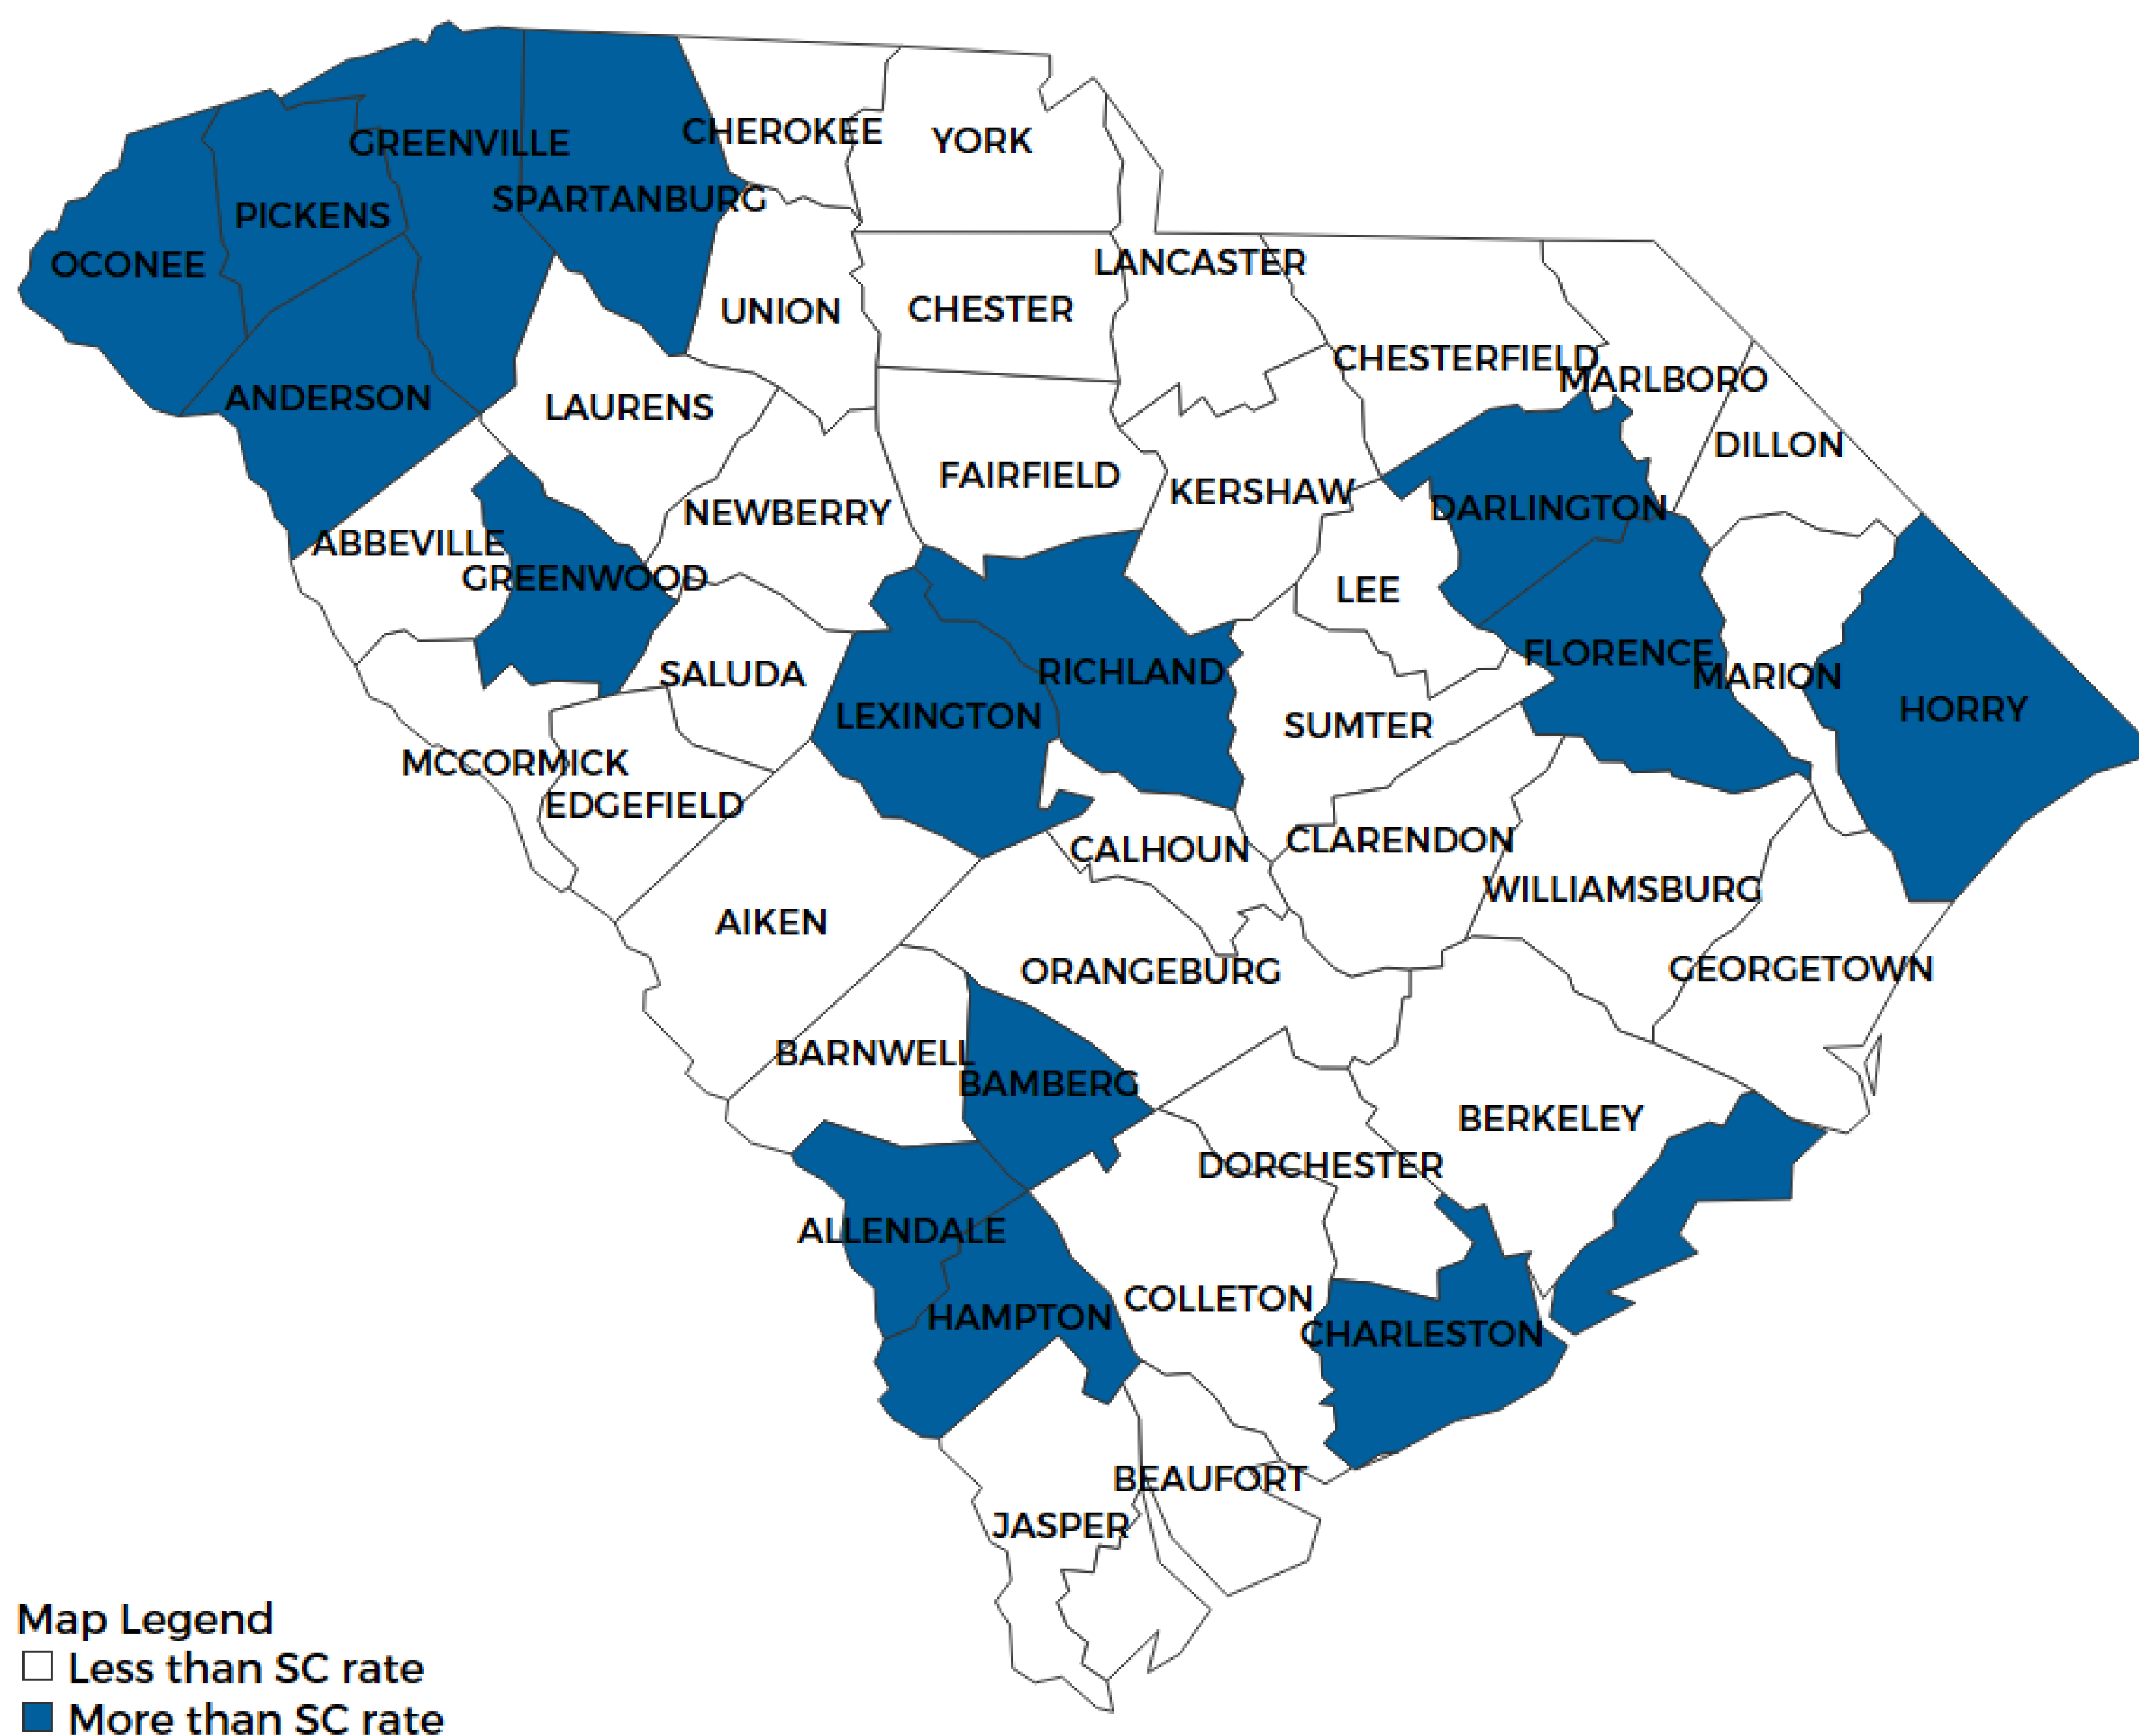 CHEROKEE
YORK
GREENVILLE
SPARTANBURG
PICKENS
OCONEE
LANCASTER
UNION
CHESTER
CHESTERFIELD
MARLBORO
ANDERSON
LAURENS
DILLON
FAIRFIELD
KERSHAW
NEWBERRY
DARLINGTON
ABBEVILLE
GREENWOOD
LEE
FLORENCE
RICHLAND
SALUDA
MARION
HORRY
LEXINGTON
SUMTER
MCCORMICK
EDGEFIELD
CLARENDON
CALHOUN
WILLIAMSBURG
AIKEN
ORANGEBURG
GEORGETOWN
BARNWELL
BAMBERG
BERKELEY
DORCHESTER
ALLENDALE
COLLETON
HAMPTON
CHARLESTON
BEAUFORT
JASPER
Map Legend
Less than SC rate
More than SC rate